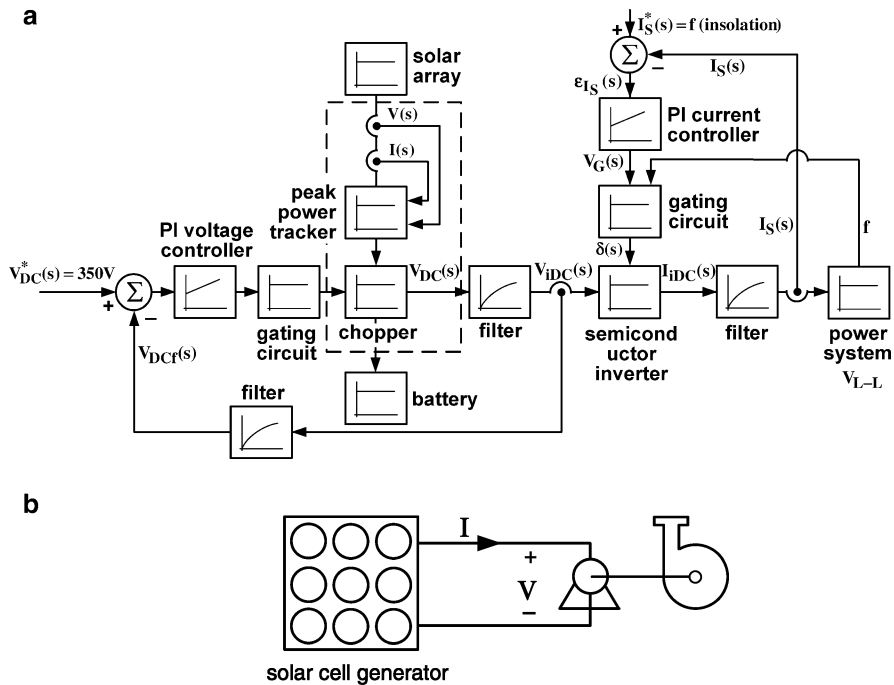 a
I*S(s) = f (insolation)
+
Σ
−
IS(s)
εIS(s)
solar
array
V(s)
I(s)
PI current
controller
VG(s)
peak
power
tracker
gating
circuit
IS(s)
f
δ(s)
PI voltage
controller
V*DC(s) = 350V
Σ
+
−
VDC(s)
ViDC(s)
IiDC(s)
gating
circuit
chopper
filter
semicond
uctor
inverter
filter
power
system
VL−L
VDCf(s)
filter
battery
b
I
+
V
−
solar cell generator